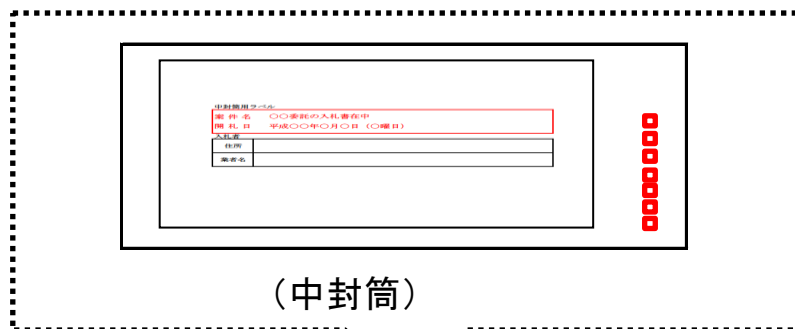 中封筒用ラベル
案件名 ○○委託の入札書在中
開札日 平成○○年○月○日（○曜日）
入札者
住所
業者名
（中封筒）